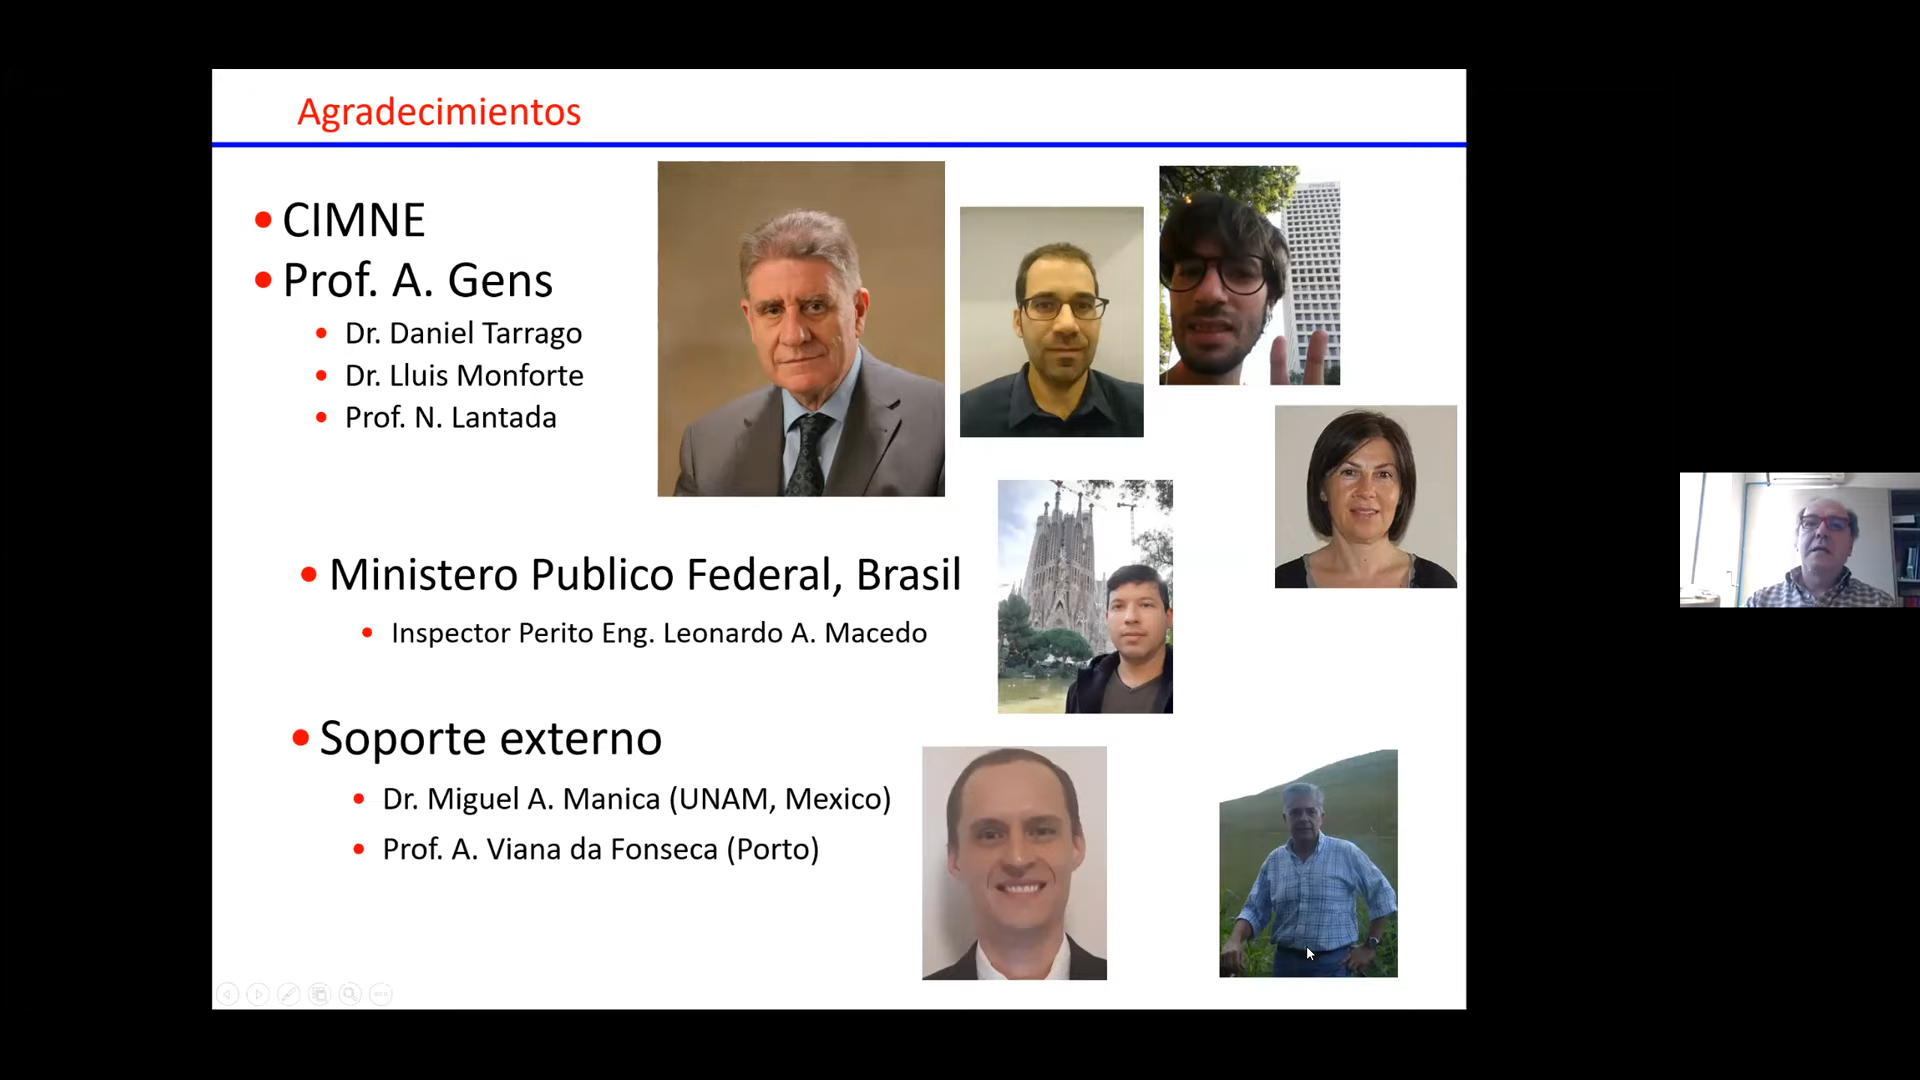 Agradecimientos
• CIMNE
• Prof. A. Gens
• Dr. Daniel Tarrago
• Dr. Lluis Monforte
• Prof. N. Lantada
• Ministero Publico Federal, Brasil
• Inspector Perito Eng. Leonardo A. Macedo
• Soporte externo
• Dr. Miguel A. Manica (UNAM, Mexico)
• Prof. A. Viana da Fonseca (Porto)